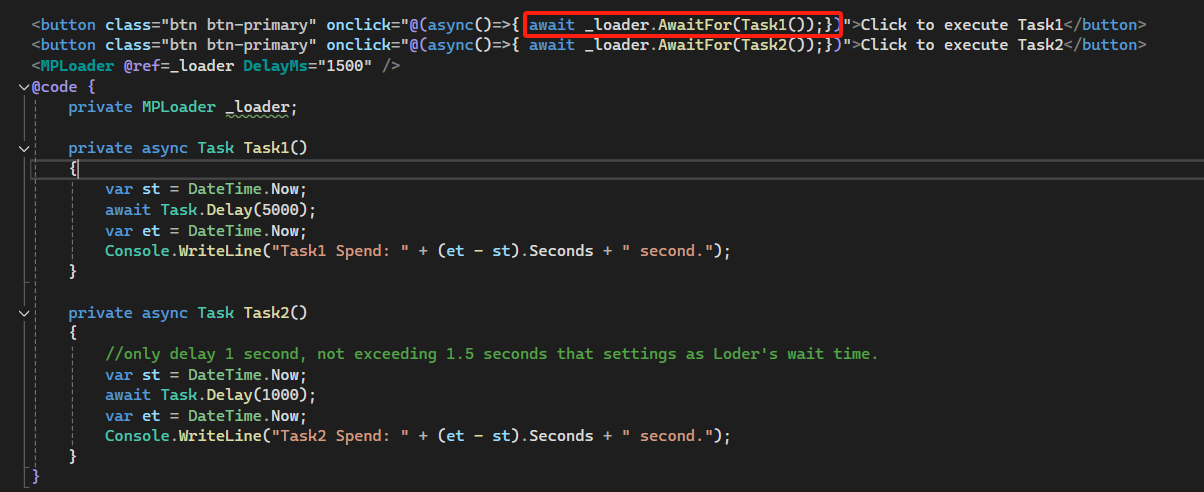 <button class="btn btn-primary" onclick="@(async()=>{ await _loader.AwaitFor(Task1());})">Click to execute Task1</button>
<button class="btn btn-primary" onclick="@(async()=>{ await _loader.AwaitFor(Task2());})">Click to execute Task2</button>
<MPLoader @ref=_loader DelayMs="1500" />
@code {
    private MPLoader _loader;

    private async Task Task1()
    {
        var st = DateTime.Now;
        await Task.Delay(5000);
        var et = DateTime.Now;
        Console.WriteLine("Task1 Spend: " + (et - st).Seconds + " second.");
    }

    private async Task Task2()
    {
        //only delay 1 second, not exceeding 1.5 seconds that settings as Loder's wait time.
        var st = DateTime.Now;
        await Task.Delay(1000);
        var et = DateTime.Now;
        Console.WriteLine("Task2 Spend: " + (et - st).Seconds + " second.");
    }
}